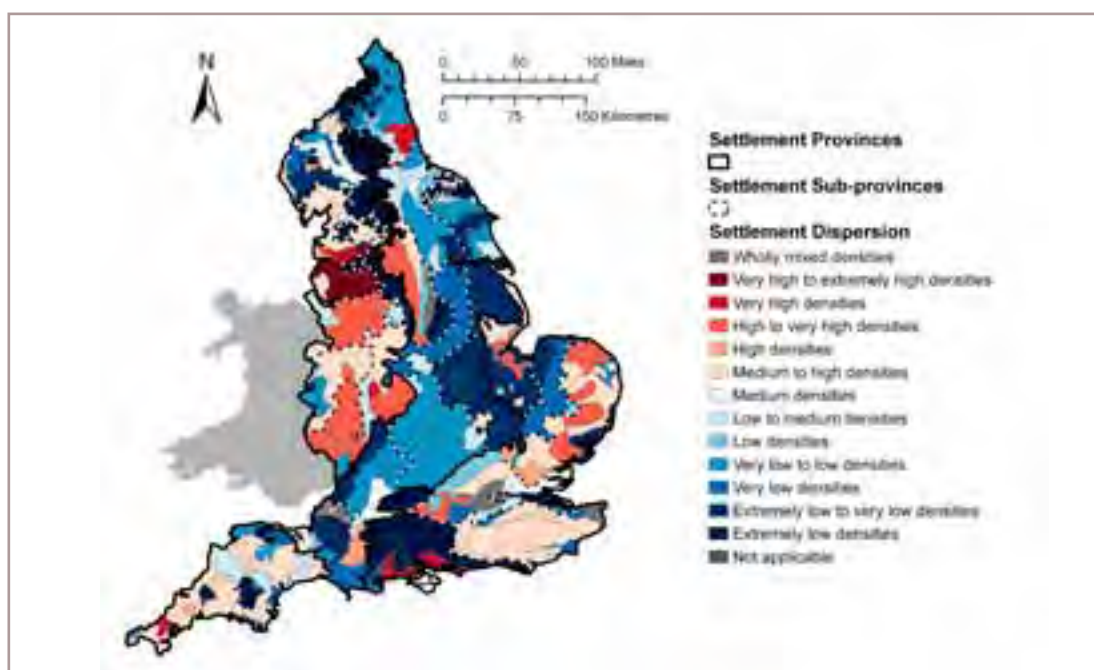 N
0 50 100 Miles
0 75 150 Kilometres
Settlement Provinces
Settlement Sub-provinces
Settlement Dispersion
Wholly mixed densities
Very high to extremely high densities
Very high densities
High to very high densities
High densities
Medium to high densities
Medium densities
Low to medium densities
Low densities
Very low to low densities
Very low densities
Extremely low to very low densities
Extremely low densities
Not applicable